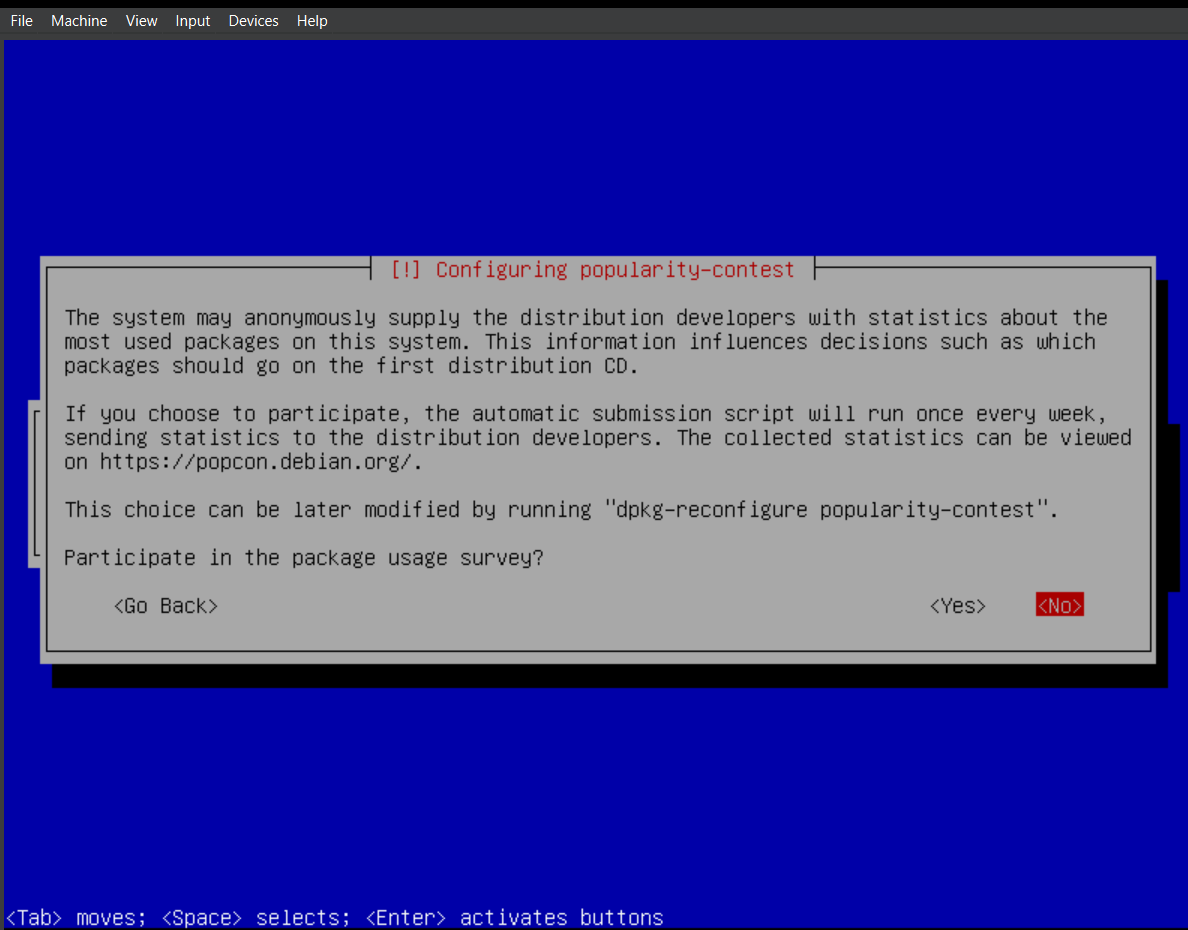 File Machine View Input Devices Help
[!] Configuring popularity-contest
The system may anonymously supply the distribution developers with statistics about the
most used packages on this system. This information influences decisions such as which
packages should go on the first distribution CD.
If you choose to participate, the automatic submission script will run once every week,
sending statistics to the distribution developers. The collected statistics can be viewed
on https://popcon.debian.org/.
This choice can be later modified by running "dpkg-reconfigure popularity-contest".
Participate in the package usage survey?
<Go Back> <Yes> <No>
<Tab> moves; <Space> selects; <Enter> activates buttons